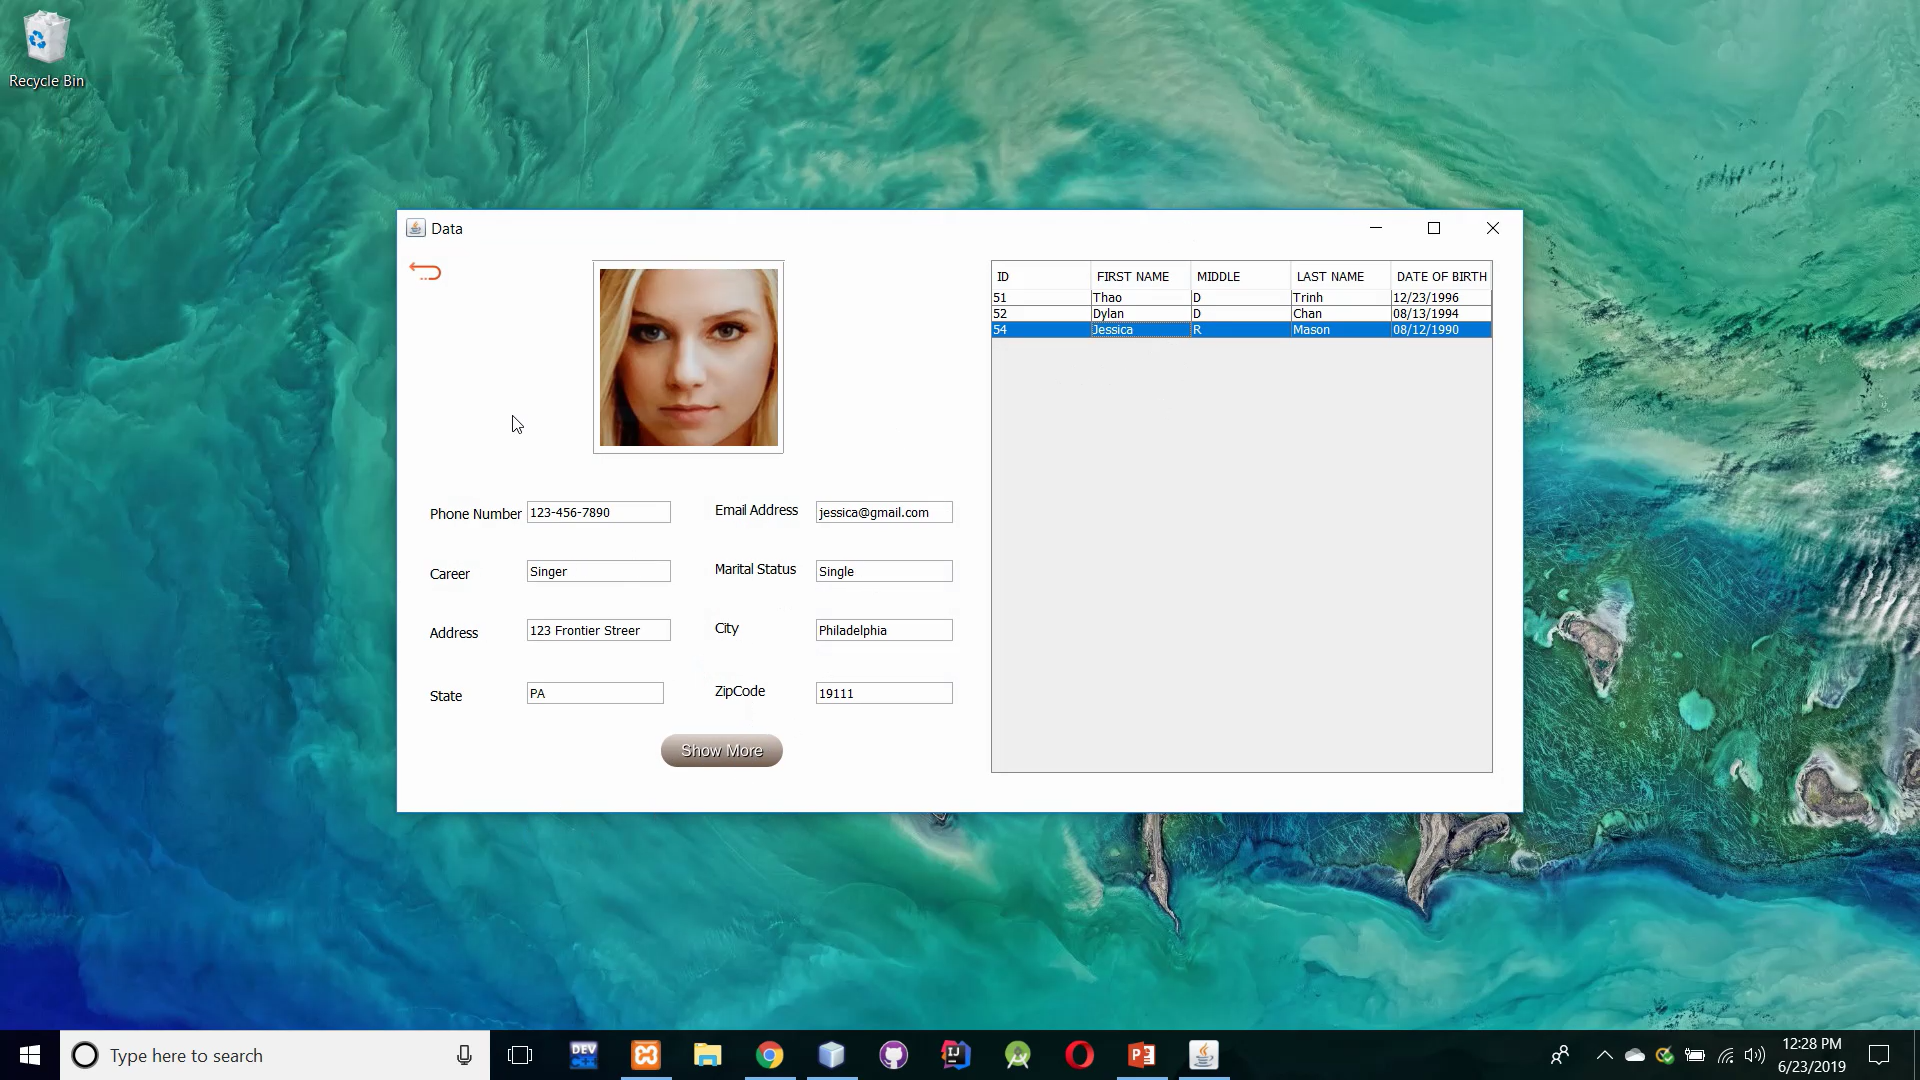 Recycle Bin
Data
ID FIRST NAME MIDDLE LAST NAME DATE OF BIRTH
51 Thao D Trinh 12/23/1996
52 Dylan D Chan 08/13/1994
54 Jessica R Mason 08/12/1990
Phone Number 123-456-7890 Email Address jessica@gmail.com
Career Singer Marital Status Single
Address 123 Frontier Streer City Philadelphia
State PA ZipCode 19111
Show More
Type here to search
DEV
IJ
P
12:28 PM
6/23/2019